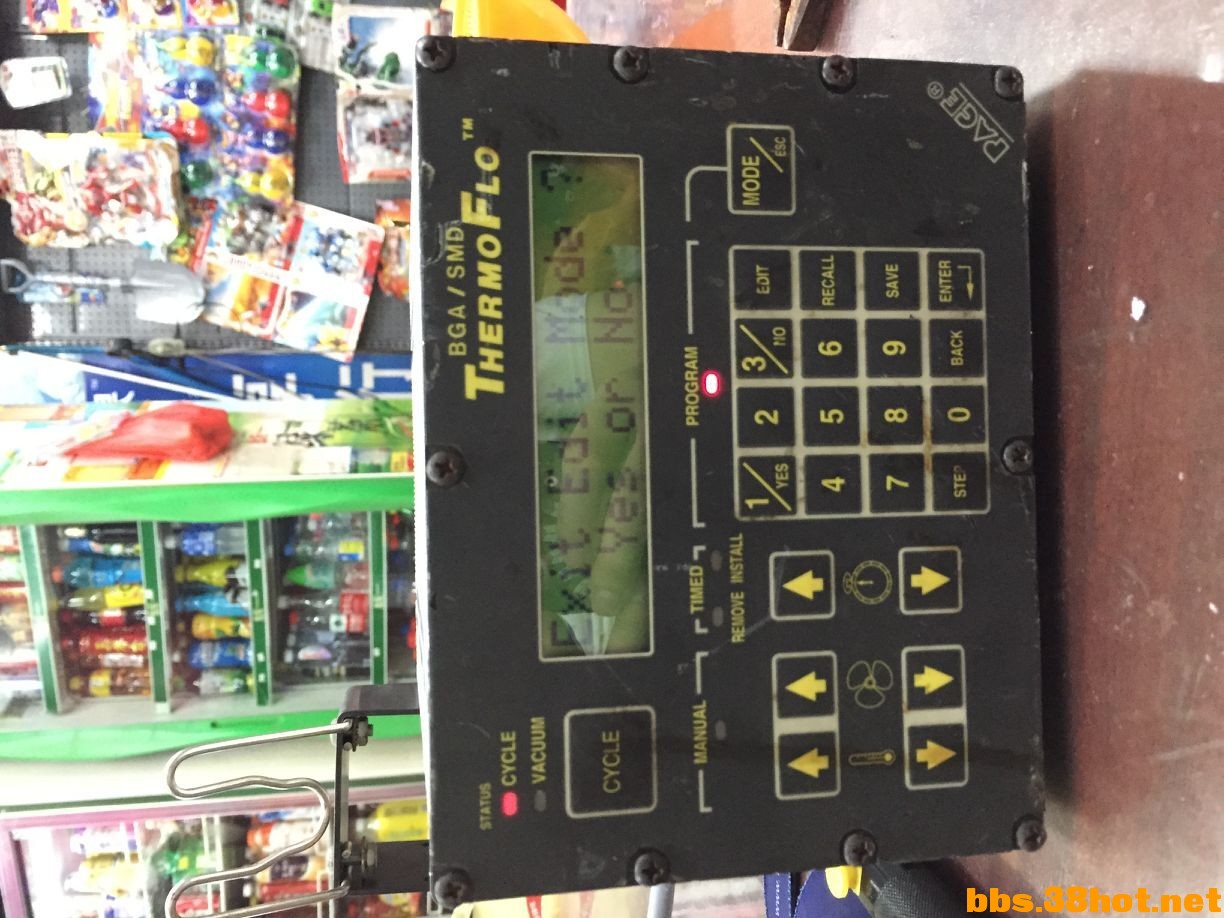 BGA / SMD
THERMOFLO™
PACE®
STATUS
CYCLE
VACUUM
Exit Edit Mode ?
Yes or No.
CYCLE
MANUAL
TIMED
REMOVE INSTALL
PROGRAM
MODE / ESC
1 / YES
2
3 / NO
EDIT
4
5
6
RECALL
7
8
9
SAVE
STEP
0
BACK
ENTER
bbs.38hot.net